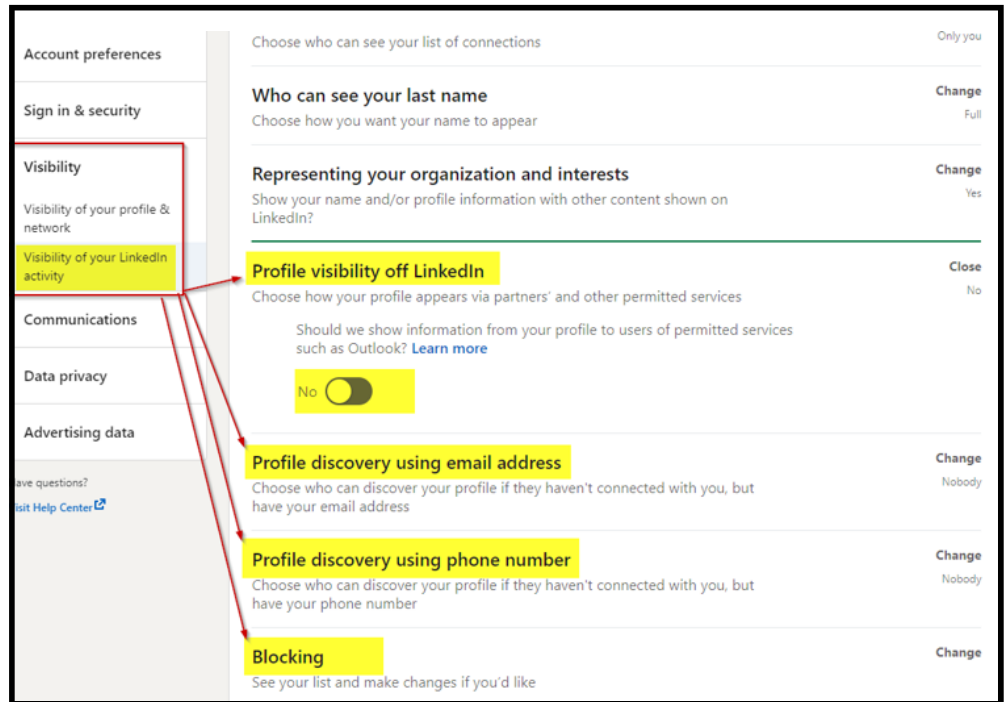 Account preferences
Sign in & security
Visibility
Visibility of your profile &
network
Visibility of your LinkedIn
activity
Communications
Data privacy
Advertising data
ave questions?
isit Help Center
Choose who can see your list of connections
Only you
Who can see your last name
Change
Choose how you want your name to appear
Full
Representing your organization and interests
Change
Show your name and/or profile information with other content shown on
Yes
LinkedIn?
Profile visibility off LinkedIn
Close
Choose how your profile appears via partners' and other permitted services
No
Should we show information from your profile to users of permitted services
such as Outlook? Learn more
No
Profile discovery using email address
Change
Choose who can discover your profile if they haven't connected with you, but
Nobody
have your email address
Profile discovery using phone number
Change
Choose who can discover your profile if they haven't connected with you, but
Nobody
have your phone number
Blocking
Change
See your list and make changes if you'd like